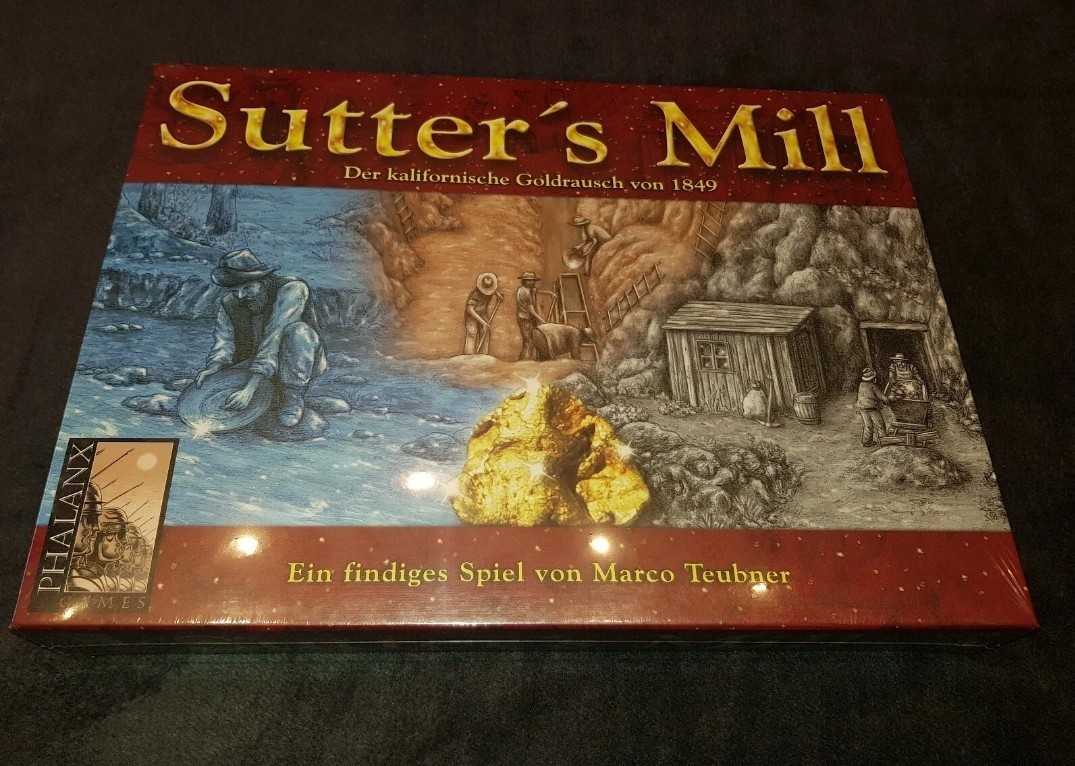 Sutter´s Mill
Der kalifornische Goldrausch von 1849
PHALANX
GAMES
Ein findiges Spiel von Marco Teubner